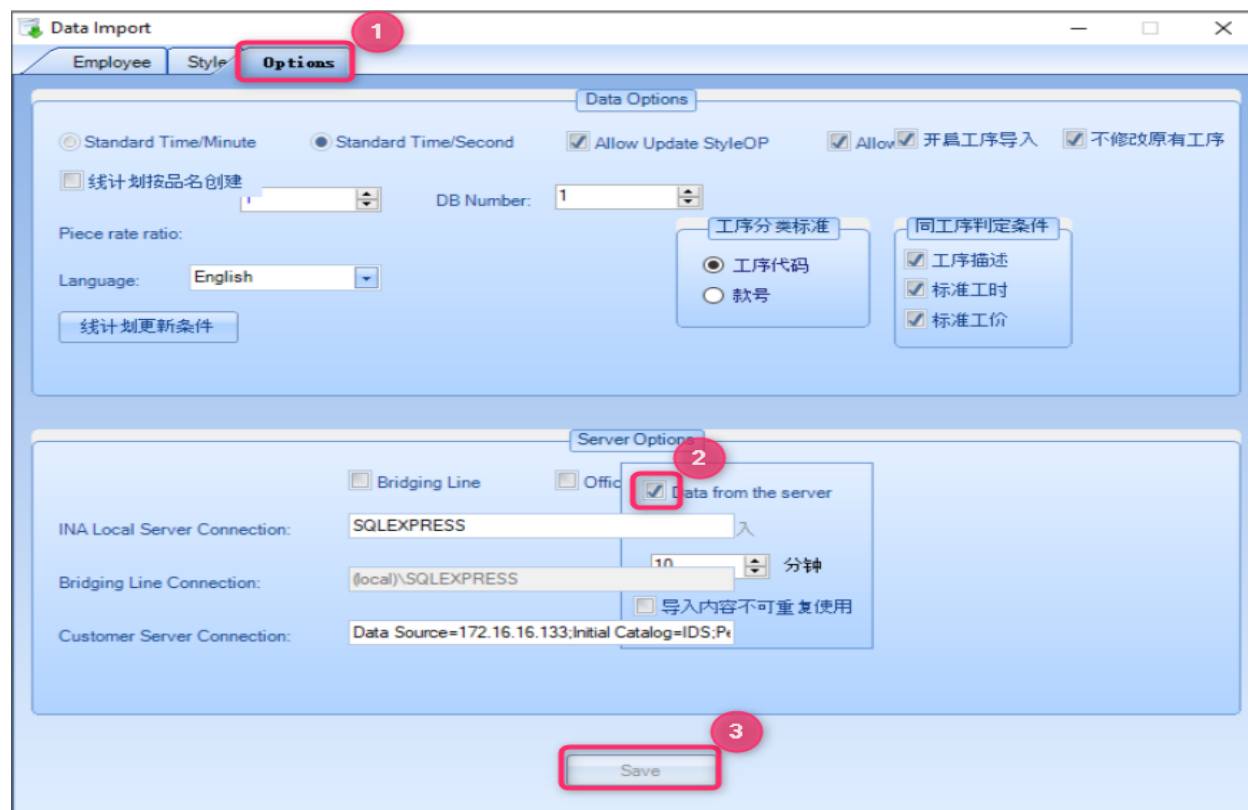 Data Import
1
Employee Style Options
Data Options
Standard Time/Minute Standard Time/Second Allow Update StyleOP Allow 开启工序导入 不修改原有工序
线计划按品名创建
DB Number: 1
Piece rate ratio:
工序分类标准 同工序判定条件
工序代码 工序描述
Language: English
款号 标准工时
线计划更新条件 标准工价
Server Options
2
Bridging Line Offic Data from the server
INA Local Server Connection: SQLEXPRESS 入
10 分钟
Bridging Line Connection: (local)\SQLEXPRESS
导入内容不可重复使用
Customer Server Connection: Data Source=172.16.16.133;Initial Catalog=IDS;Pe
3
Save